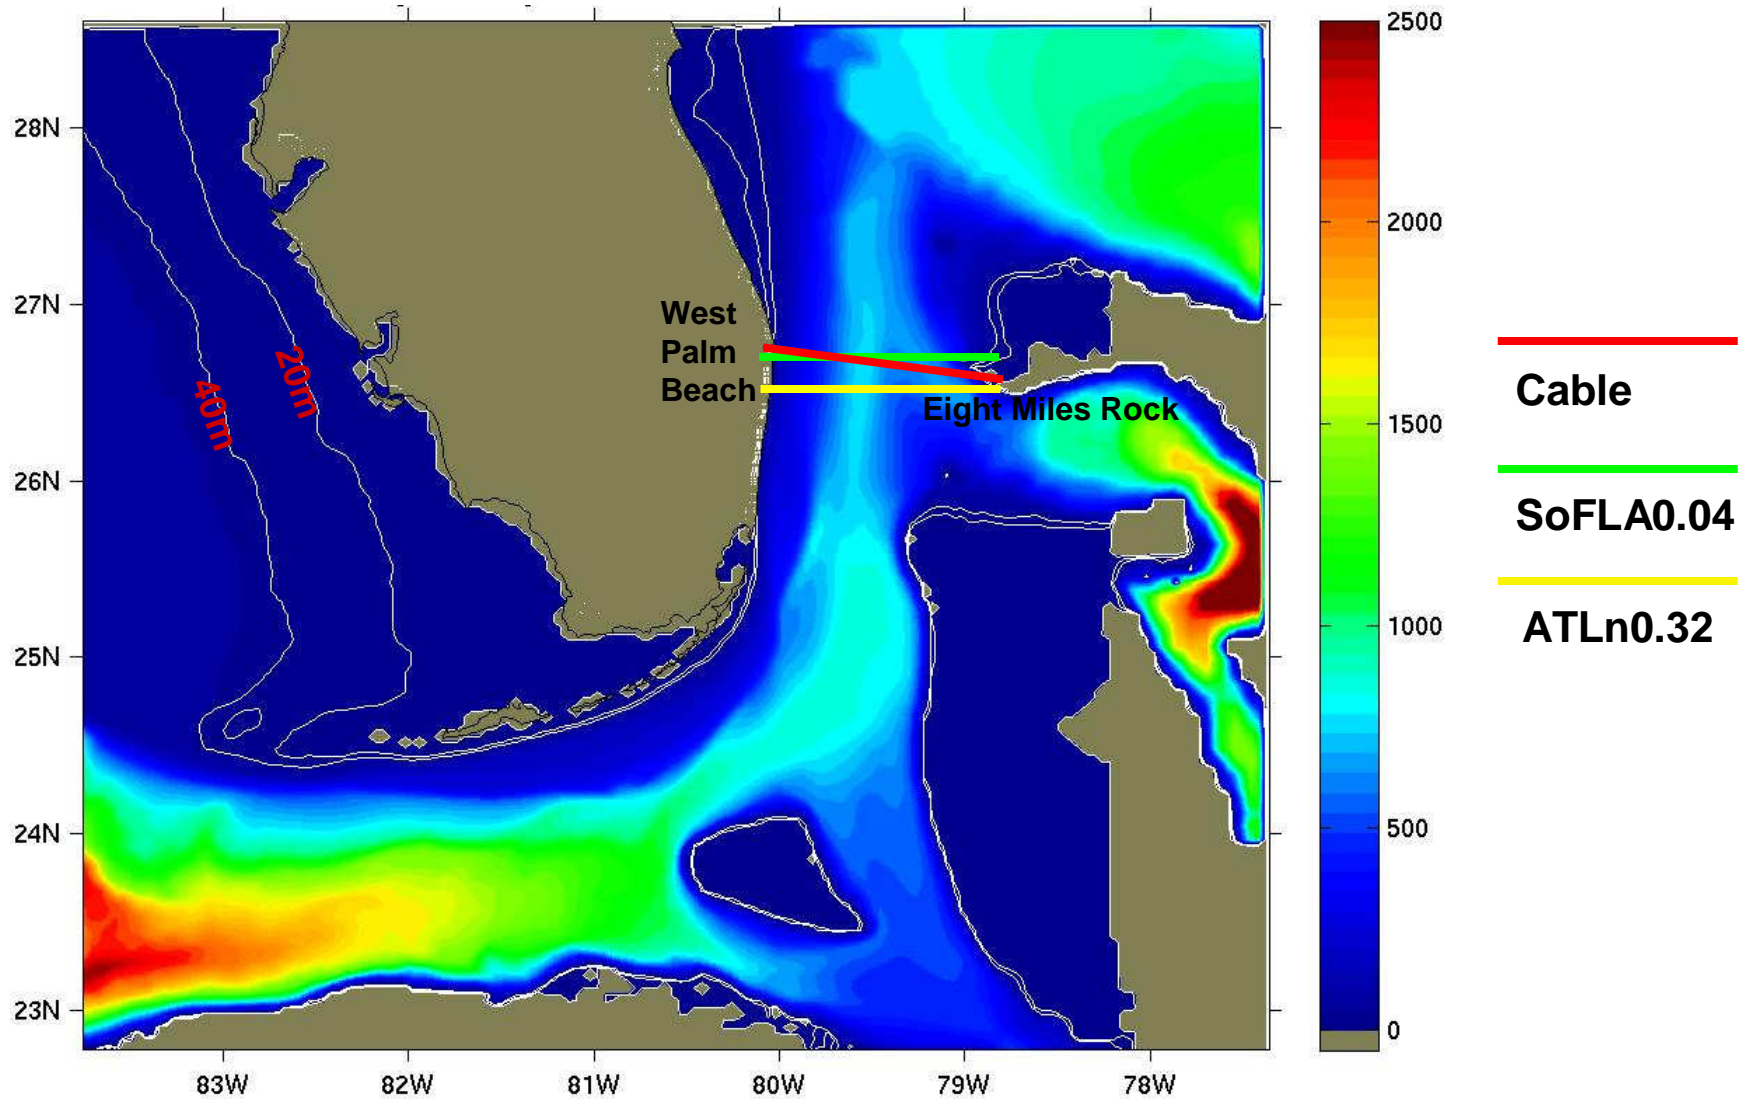 28N
27N
26N
25N
24N
23N
83W
82W
81W
80W
79W
78W
40m
20m
West
Palm
Beach
Eight Miles Rock
2500
2000
1500
1000
500
0
Cable
SoFLA0.04
ATLn0.32